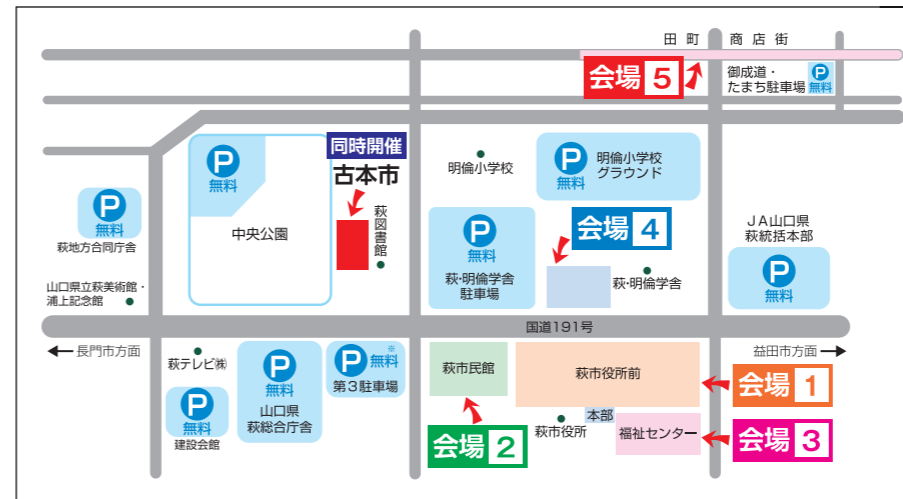 田町 商店街
会場 5
御成道・
たまち駐車場
P
無料
同時開催
古本市
P
無料
中央公園
萩図書館
明倫小学校
P
無料
明倫小学校
グラウンド
P
無料
萩地方合同庁舎
P
無料
萩・明倫学舎
駐車場
会場 4
萩・明倫学舎
JA山口県
萩統括本部
P
無料
山口県立萩美術館・
浦上記念館
国道191号
←長門市方面
益田市方面→
萩テレビ㈱
P
無料
建設会館
P
無料
山口県
萩総合庁舎
P
無料※
第3駐車場
萩市民館
会場 2
萩市役所前
会場 1
本部
萩市役所
福祉センター
会場 3